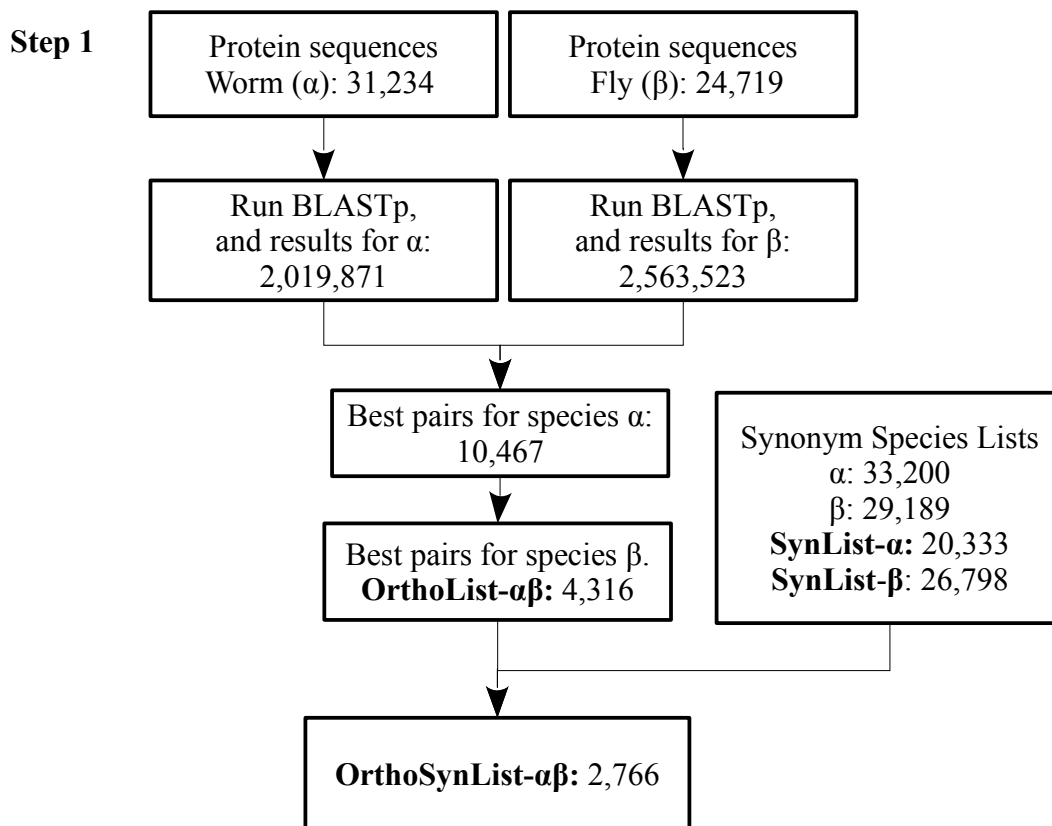 Step 1
Protein sequences
Worm (α): 31,234
Protein sequences
Fly (β): 24,719
Run BLASTp,
and results for α:
2,019,871
Run BLASTp,
and results for β:
2,563,523
Best pairs for species α:
10,467
Synonym Species Lists
α: 33,200
β: 29,189
SynList-α: 20,333
SynList-β: 26,798
Best pairs for species β.
OrthoList-αβ: 4,316
OrthoSynList-αβ: 2,766